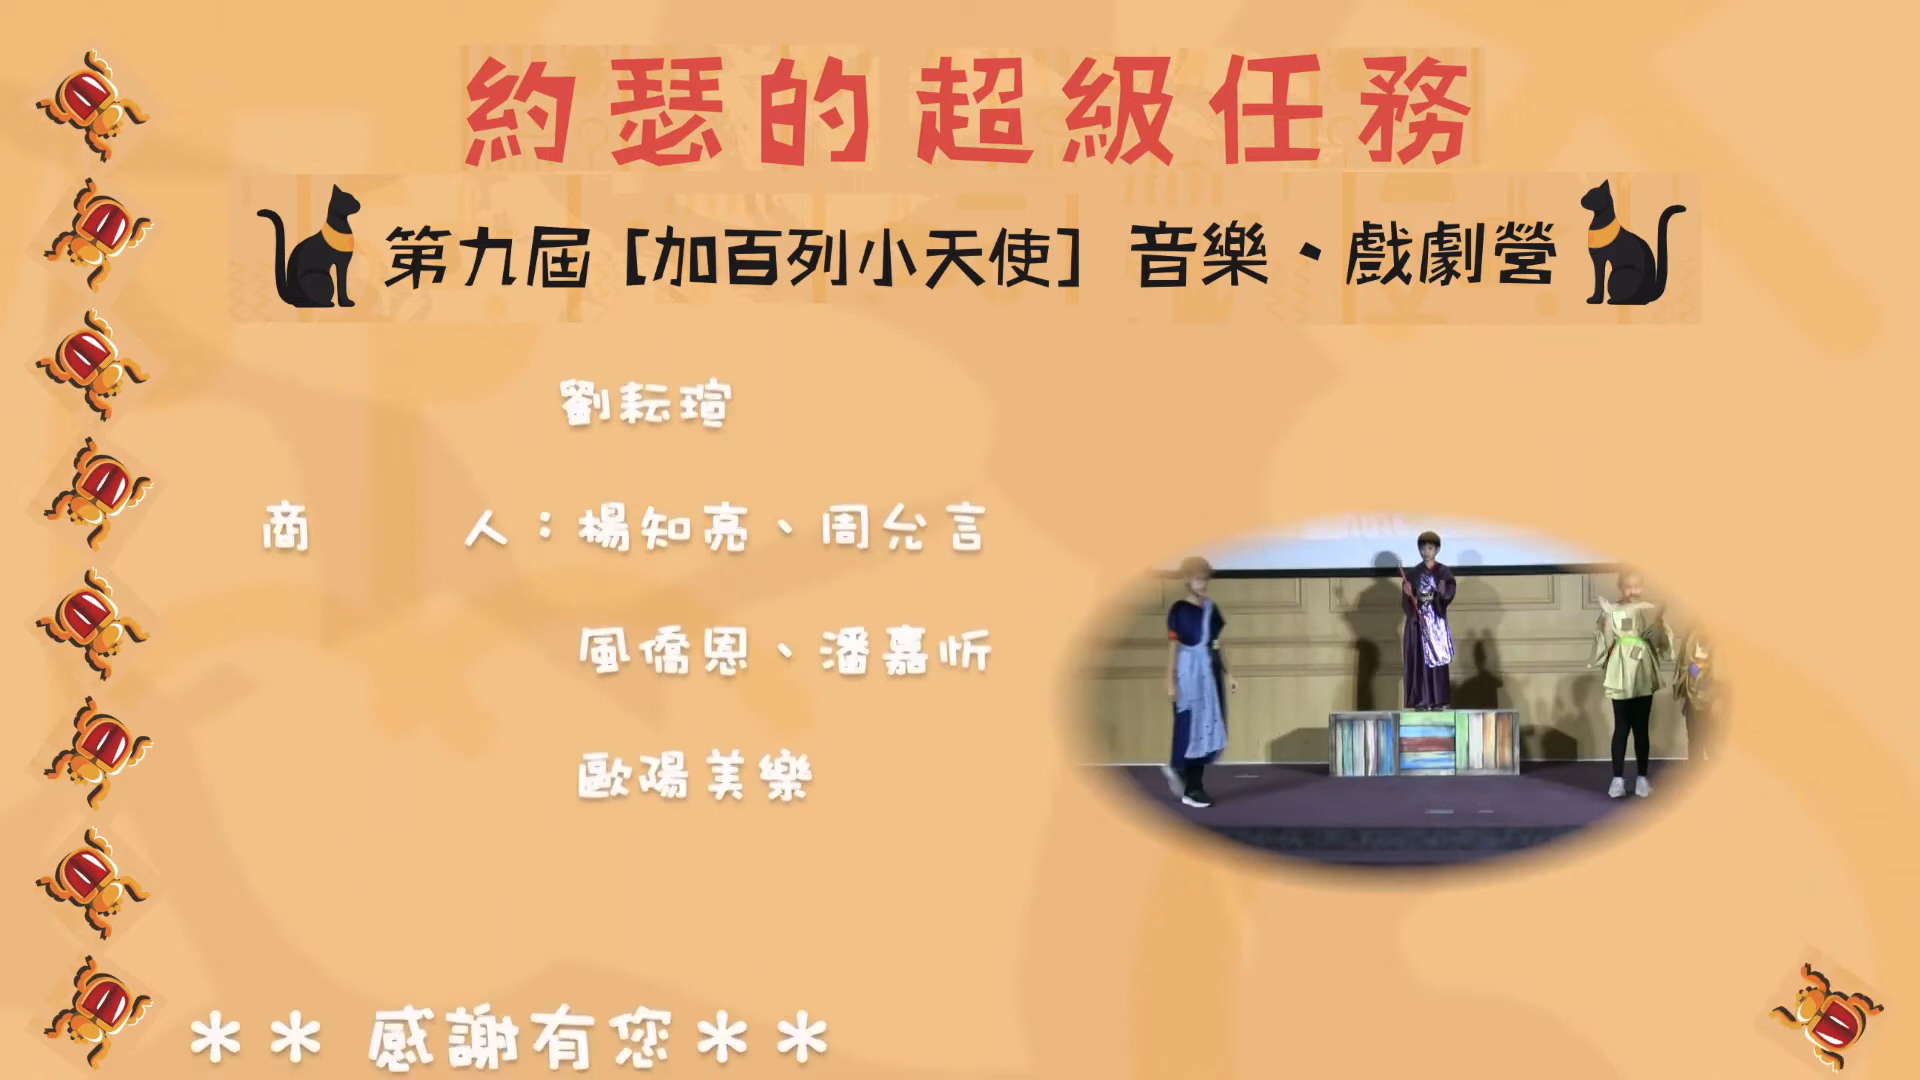 約瑟的超級任務
第九屆［加百列小天使］ 音樂、戲劇營
劉耘瑄
商 人：楊知亮、周允言
風僑恩、潘嘉忻
歐陽美樂
＊＊ 感謝有您＊＊